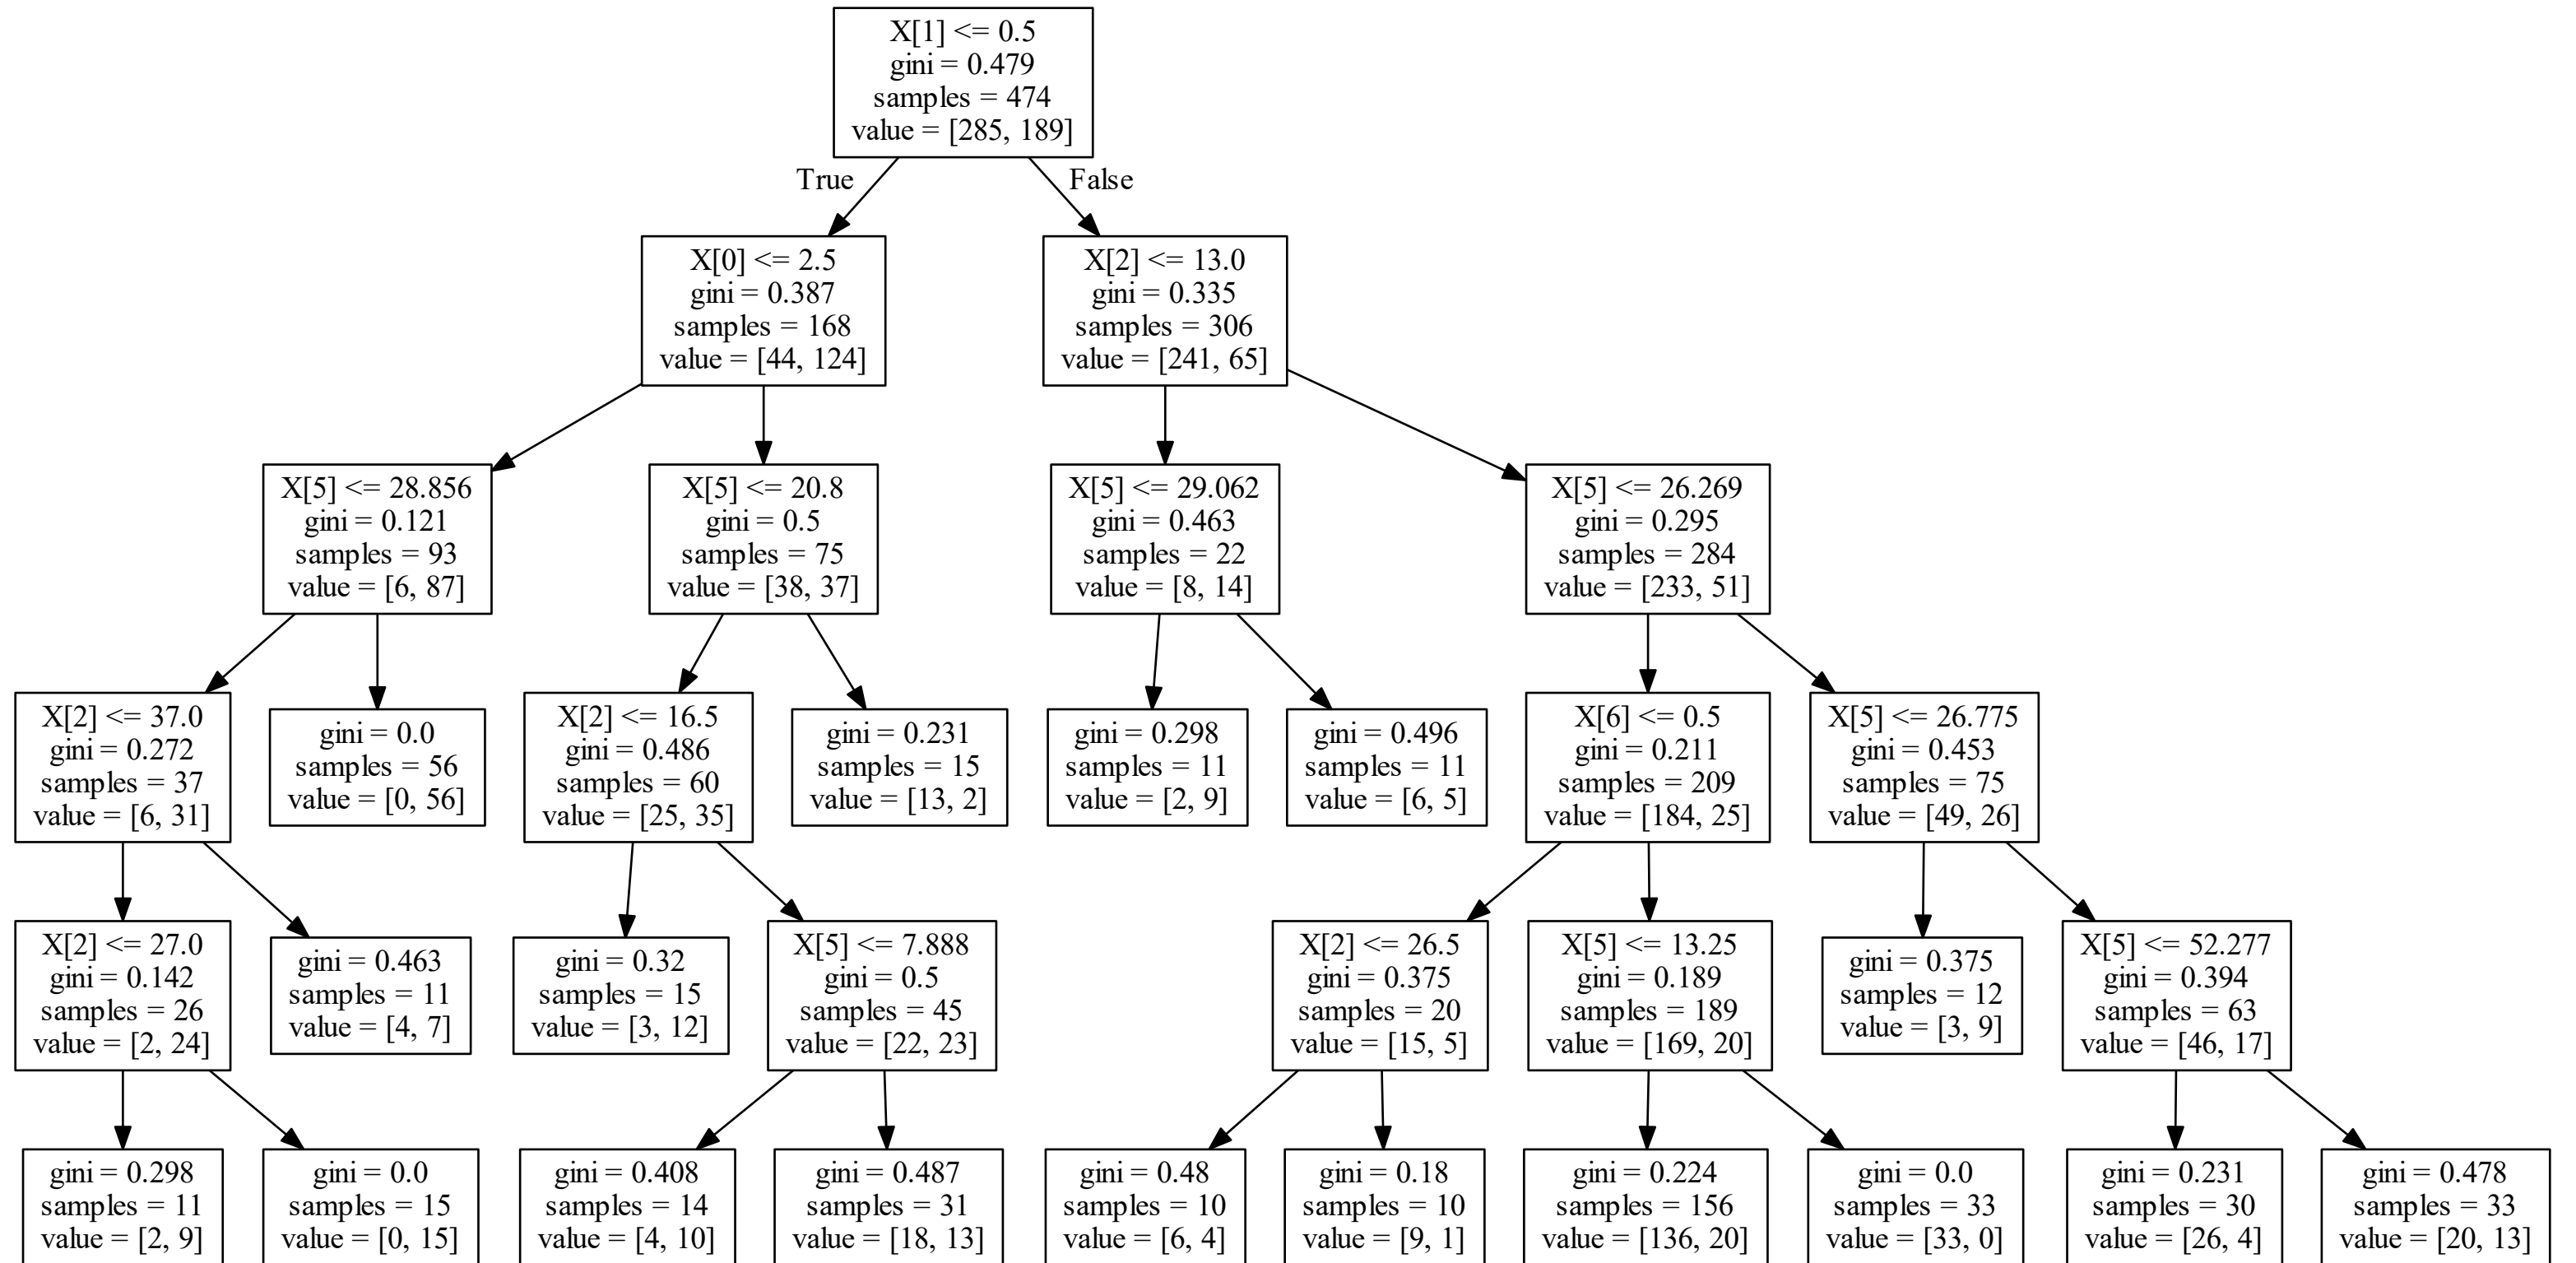 X[1] <= 0.5
gini = 0.479
samples = 474
value = [285, 189]
True
False
X[0] <= 2.5
gini = 0.387
samples = 168
value = [44, 124]
X[2] <= 13.0
gini = 0.335
samples = 306
value = [241, 65]
X[5] <= 28.856
gini = 0.121
samples = 93
value = [6, 87]
X[5] <= 20.8
gini = 0.5
samples = 75
value = [38, 37]
X[5] <= 29.062
gini = 0.463
samples = 22
value = [8, 14]
X[5] <= 26.269
gini = 0.295
samples = 284
value = [233, 51]
X[2] <= 37.0
gini = 0.272
samples = 37
value = [6, 31]
gini = 0.0
samples = 56
value = [0, 56]
X[2] <= 16.5
gini = 0.486
samples = 60
value = [25, 35]
gini = 0.231
samples = 15
value = [13, 2]
gini = 0.298
samples = 11
value = [2, 9]
gini = 0.496
samples = 11
value = [6, 5]
X[6] <= 0.5
gini = 0.211
samples = 209
value = [184, 25]
X[5] <= 26.775
gini = 0.453
samples = 75
value = [49, 26]
X[2] <= 27.0
gini = 0.142
samples = 26
value = [2, 24]
gini = 0.463
samples = 11
value = [4, 7]
gini = 0.32
samples = 15
value = [3, 12]
X[5] <= 7.888
gini = 0.5
samples = 45
value = [22, 23]
X[2] <= 26.5
gini = 0.375
samples = 20
value = [15, 5]
X[5] <= 13.25
gini = 0.189
samples = 189
value = [169, 20]
gini = 0.375
samples = 12
value = [3, 9]
X[5] <= 52.277
gini = 0.394
samples = 63
value = [46, 17]
gini = 0.298
samples = 11
value = [2, 9]
gini = 0.0
samples = 15
value = [0, 15]
gini = 0.408
samples = 14
value = [4, 10]
gini = 0.487
samples = 31
value = [18, 13]
gini = 0.48
samples = 10
value = [6, 4]
gini = 0.18
samples = 10
value = [9, 1]
gini = 0.224
samples = 156
value = [136, 20]
gini = 0.0
samples = 33
value = [33, 0]
gini = 0.231
samples = 30
value = [26, 4]
gini = 0.478
samples = 33
value = [20, 13]